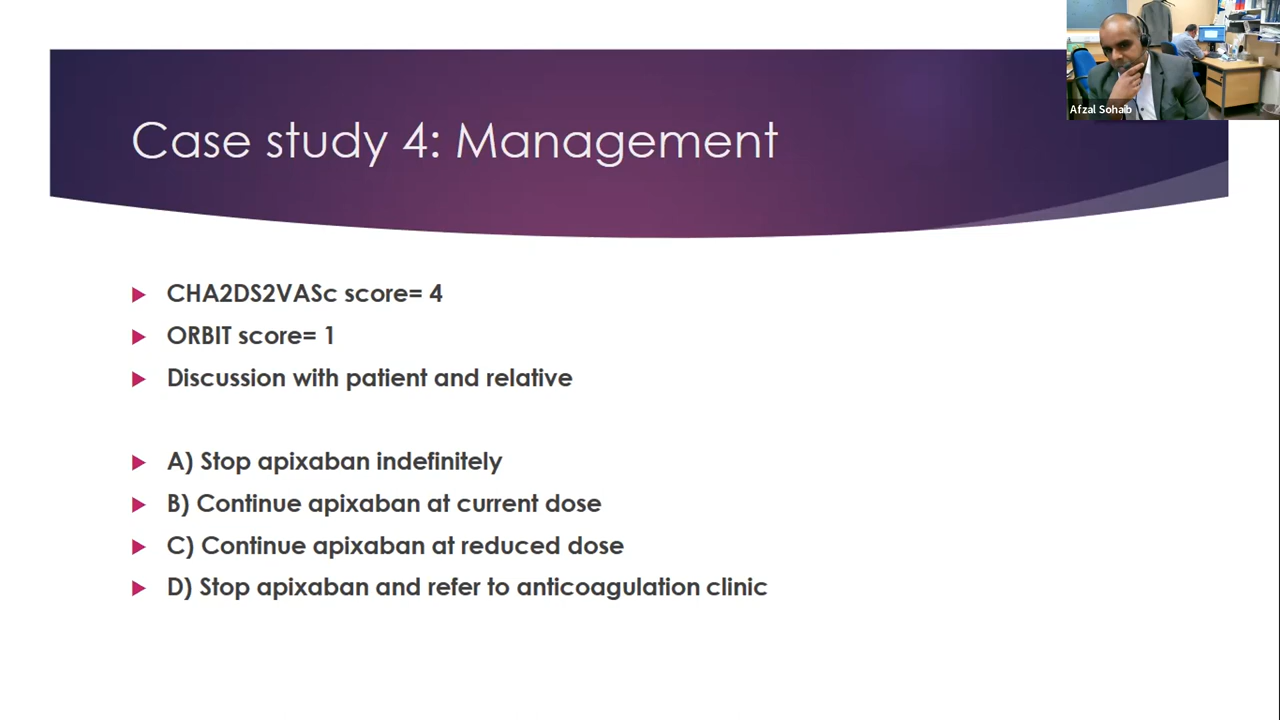 Afzal Sohaib
Case study 4: Management
CHA2DS2VASc score= 4
ORBIT score= 1
Discussion with patient and relative
A) Stop apixaban indefinitely
B) Continue apixaban at current dose
C) Continue apixaban at reduced dose
D) Stop apixaban and refer to anticoagulation clinic